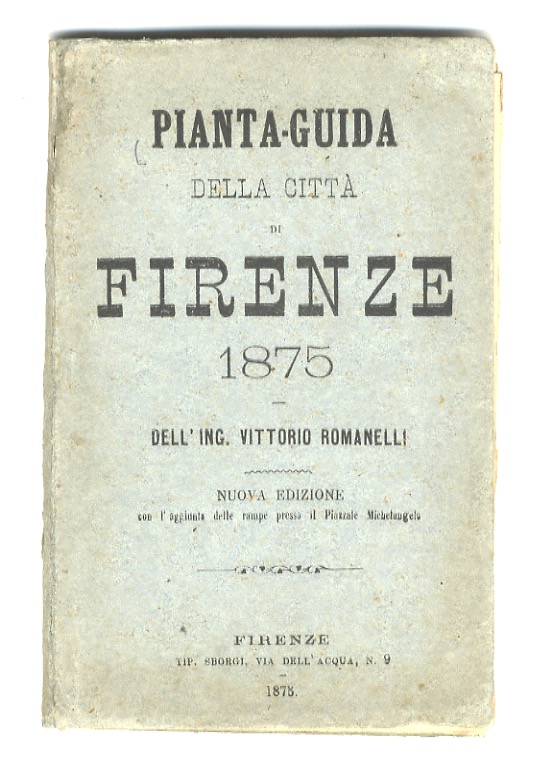 PIANTA-GUIDA
DELLA CITTÀ
DI
FIRENZE
1875
DELL' ING. VITTORIO ROMANELLI
NUOVA EDIZIONE
con l'aggiunta delle rampe presso il Piazzale Michelangelo
FIRENZE
TIP. SBORGI, VIA DELL'ACQUA, N. 9
1875.